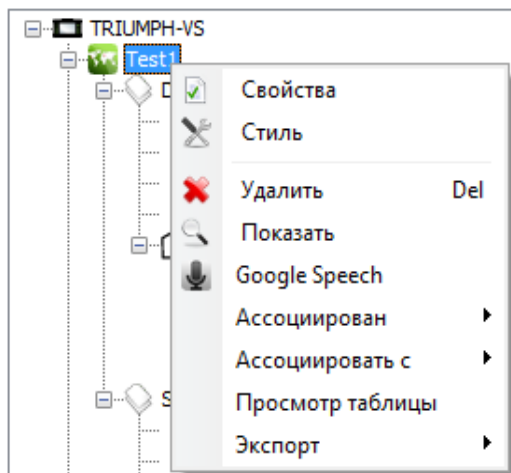 TRIUMPH-VS
Test1
D
Свойства
Стиль
Удалить Del
Показать
Google Speech
Ассоциирован
Ассоциировать с
S
Просмотр таблицы
Экспорт